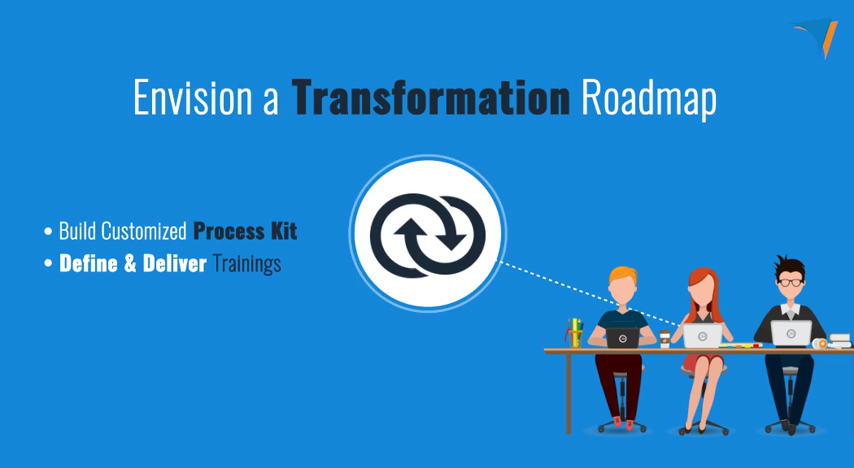 Envision a Transformation Roadmap
• Build Customized Process Kit
• Define & Deliver Trainings